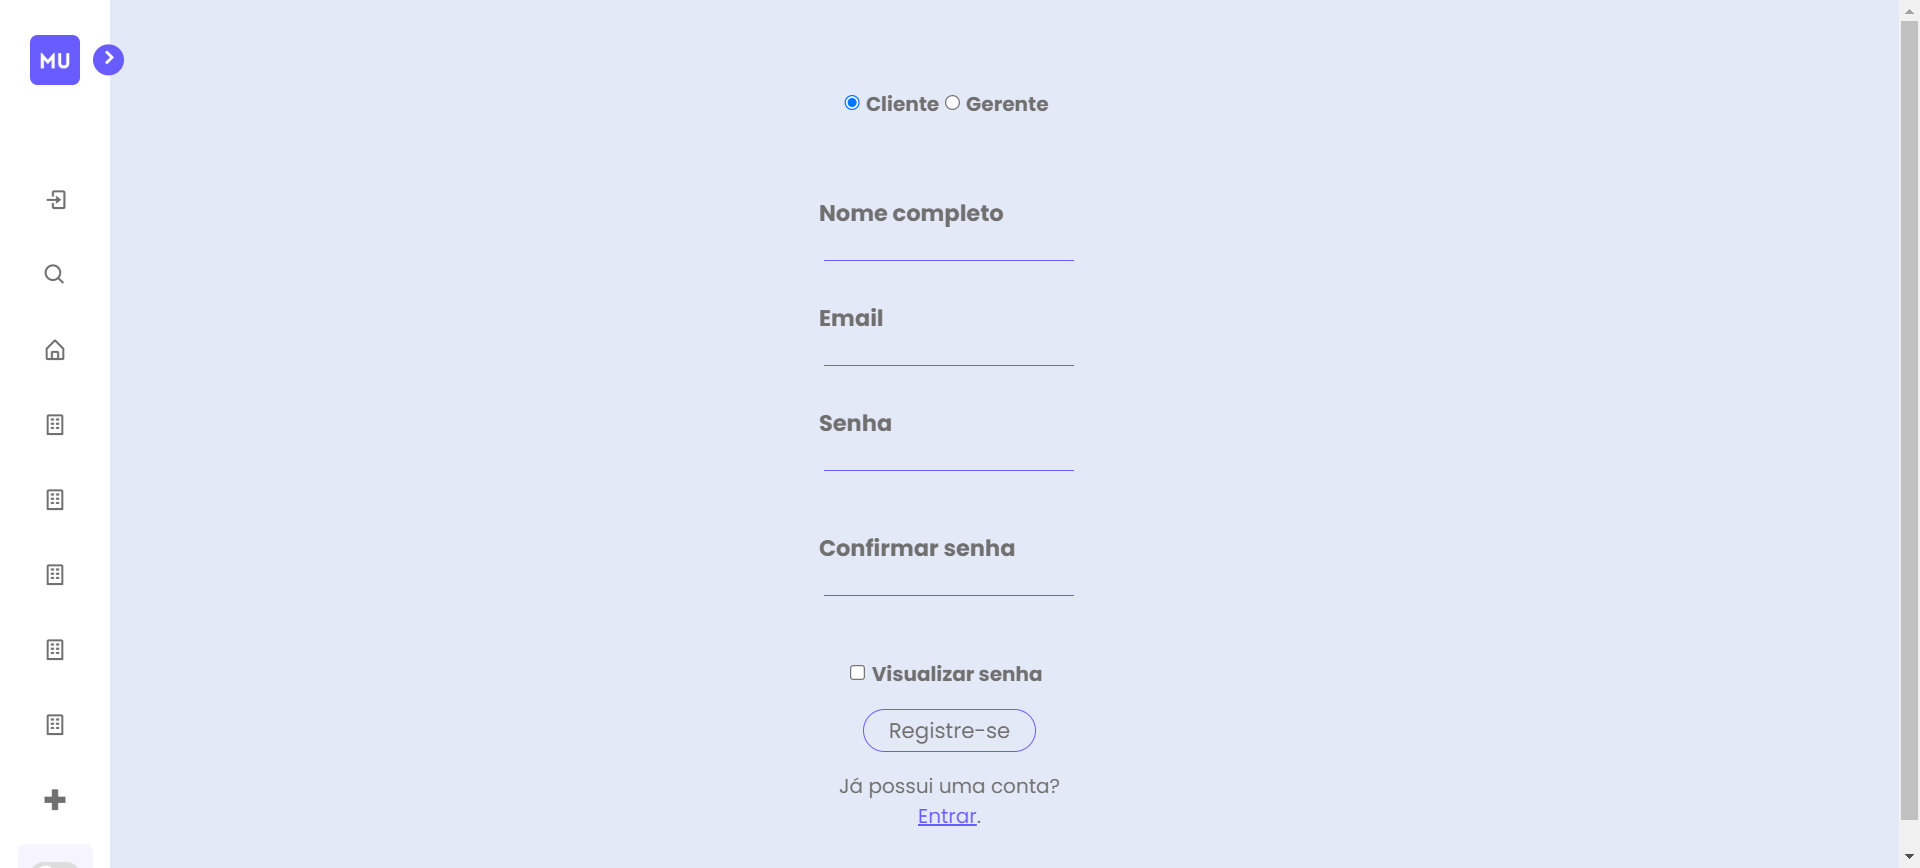 MU
Cliente Gerente
Nome completo
Email
Senha
Confirmar senha
Visualizar senha
Registre-se
Já possui uma conta?
Entrar.